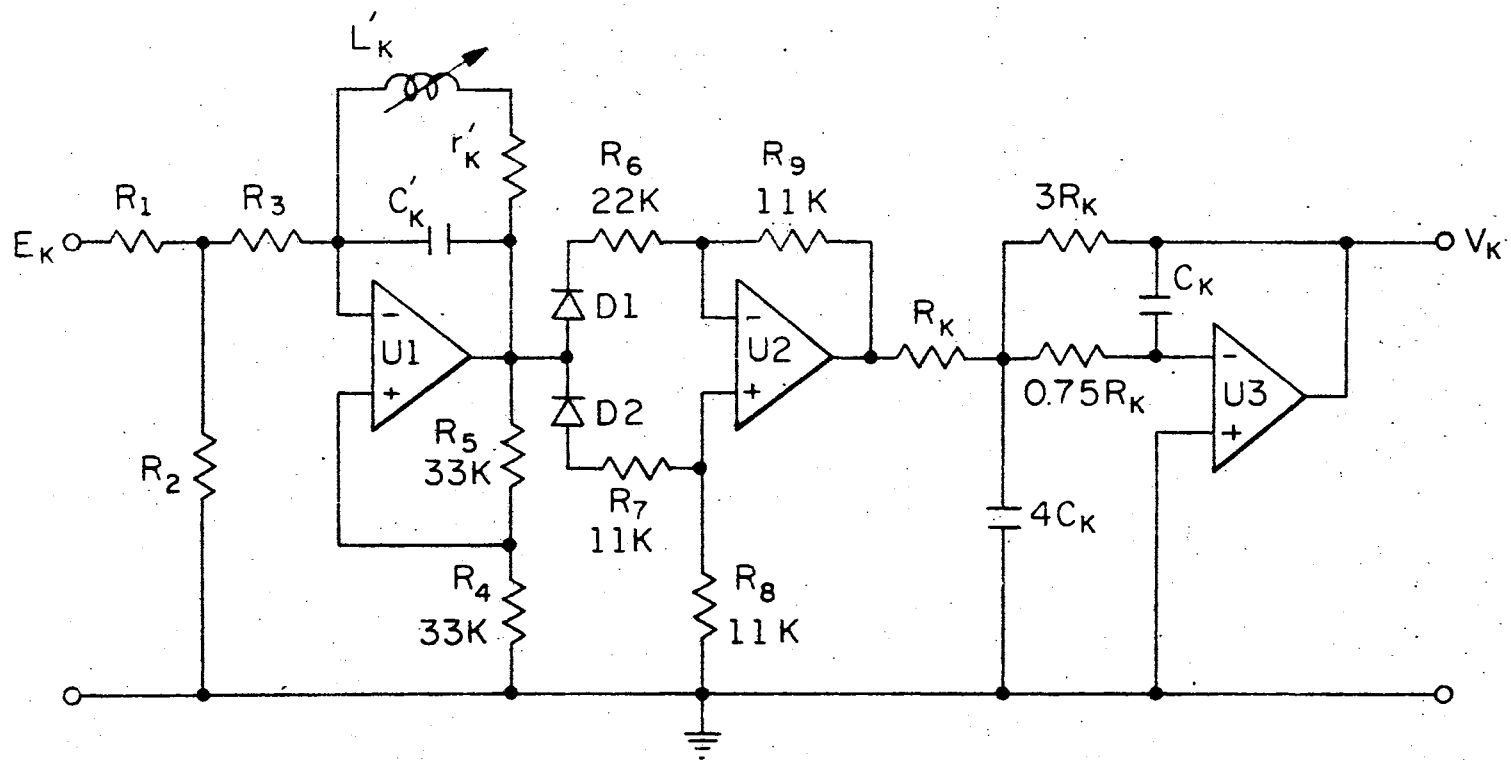 L'K
r'K
R1
R3
C'K
EK
R6
22K
R9
11K
3RK
VK
D1
CK
RK
-
U1
+
-
U2
+
0.75RK
-
U3
+
D2
R5
33K
R2
R7
11K
4CK
R4
33K
R8
11K